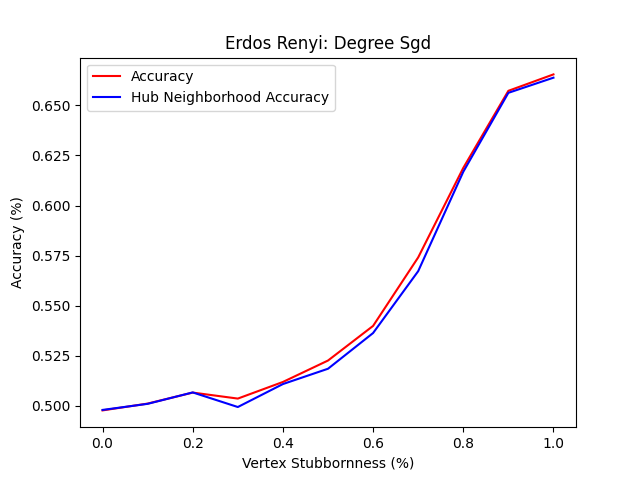 Erdos Renyi: Degree Sgd
Accuracy
Hub Neighborhood Accuracy
Accuracy (%)
0.650
0.625
0.600
0.575
0.550
0.525
0.500
0.0 0.2 0.4 0.6 0.8 1.0
Vertex Stubbornness (%)